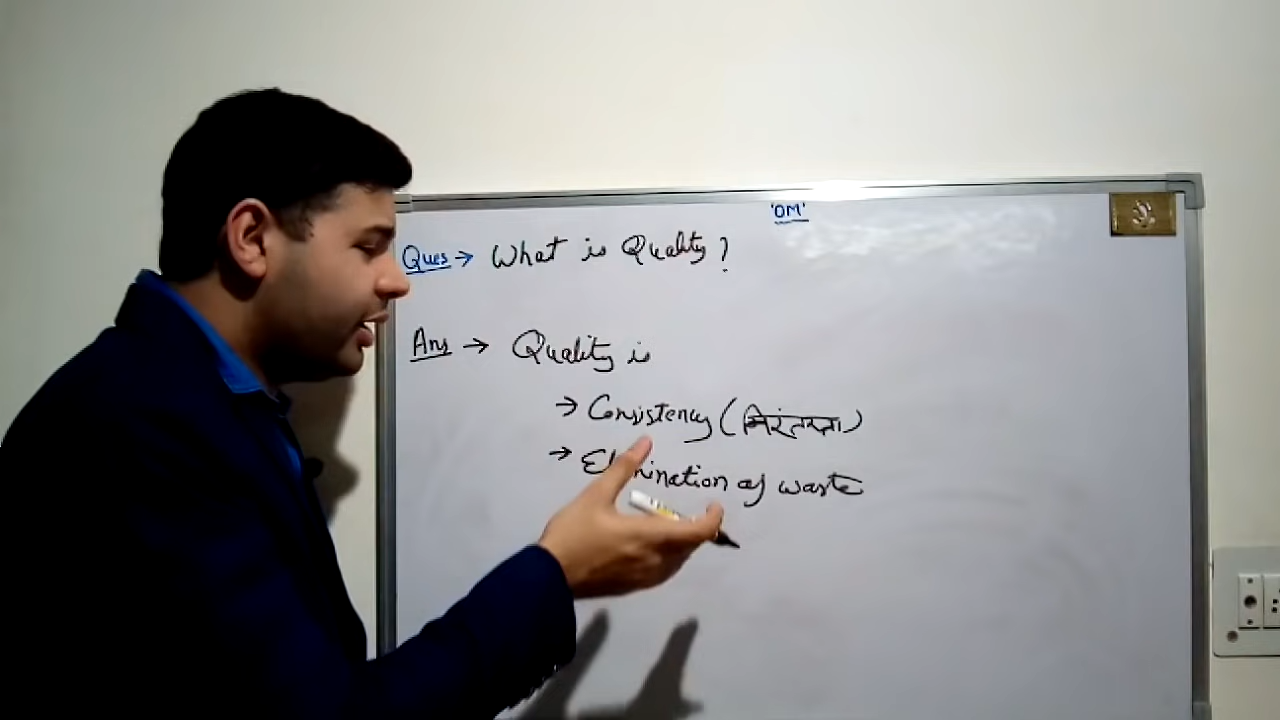 'OM'
Ques → What is Quality?
Ans → Quality is
→ Consistency (निरंतरता)
→ Elimination of waste